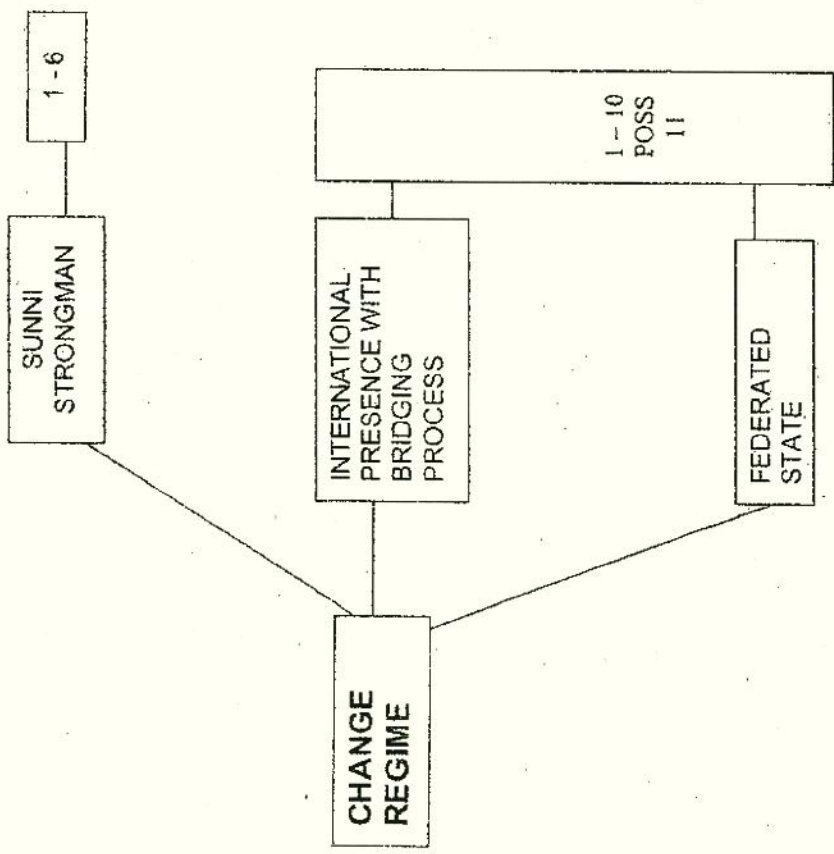 CHANGE
REGIME
SUNNI
STRONGMAN
1 - 6
INTERNATIONAL
PRESENCE WITH
BRIDGING
PROCESS
FEDERATED
STATE
1 - 10
POSS
11